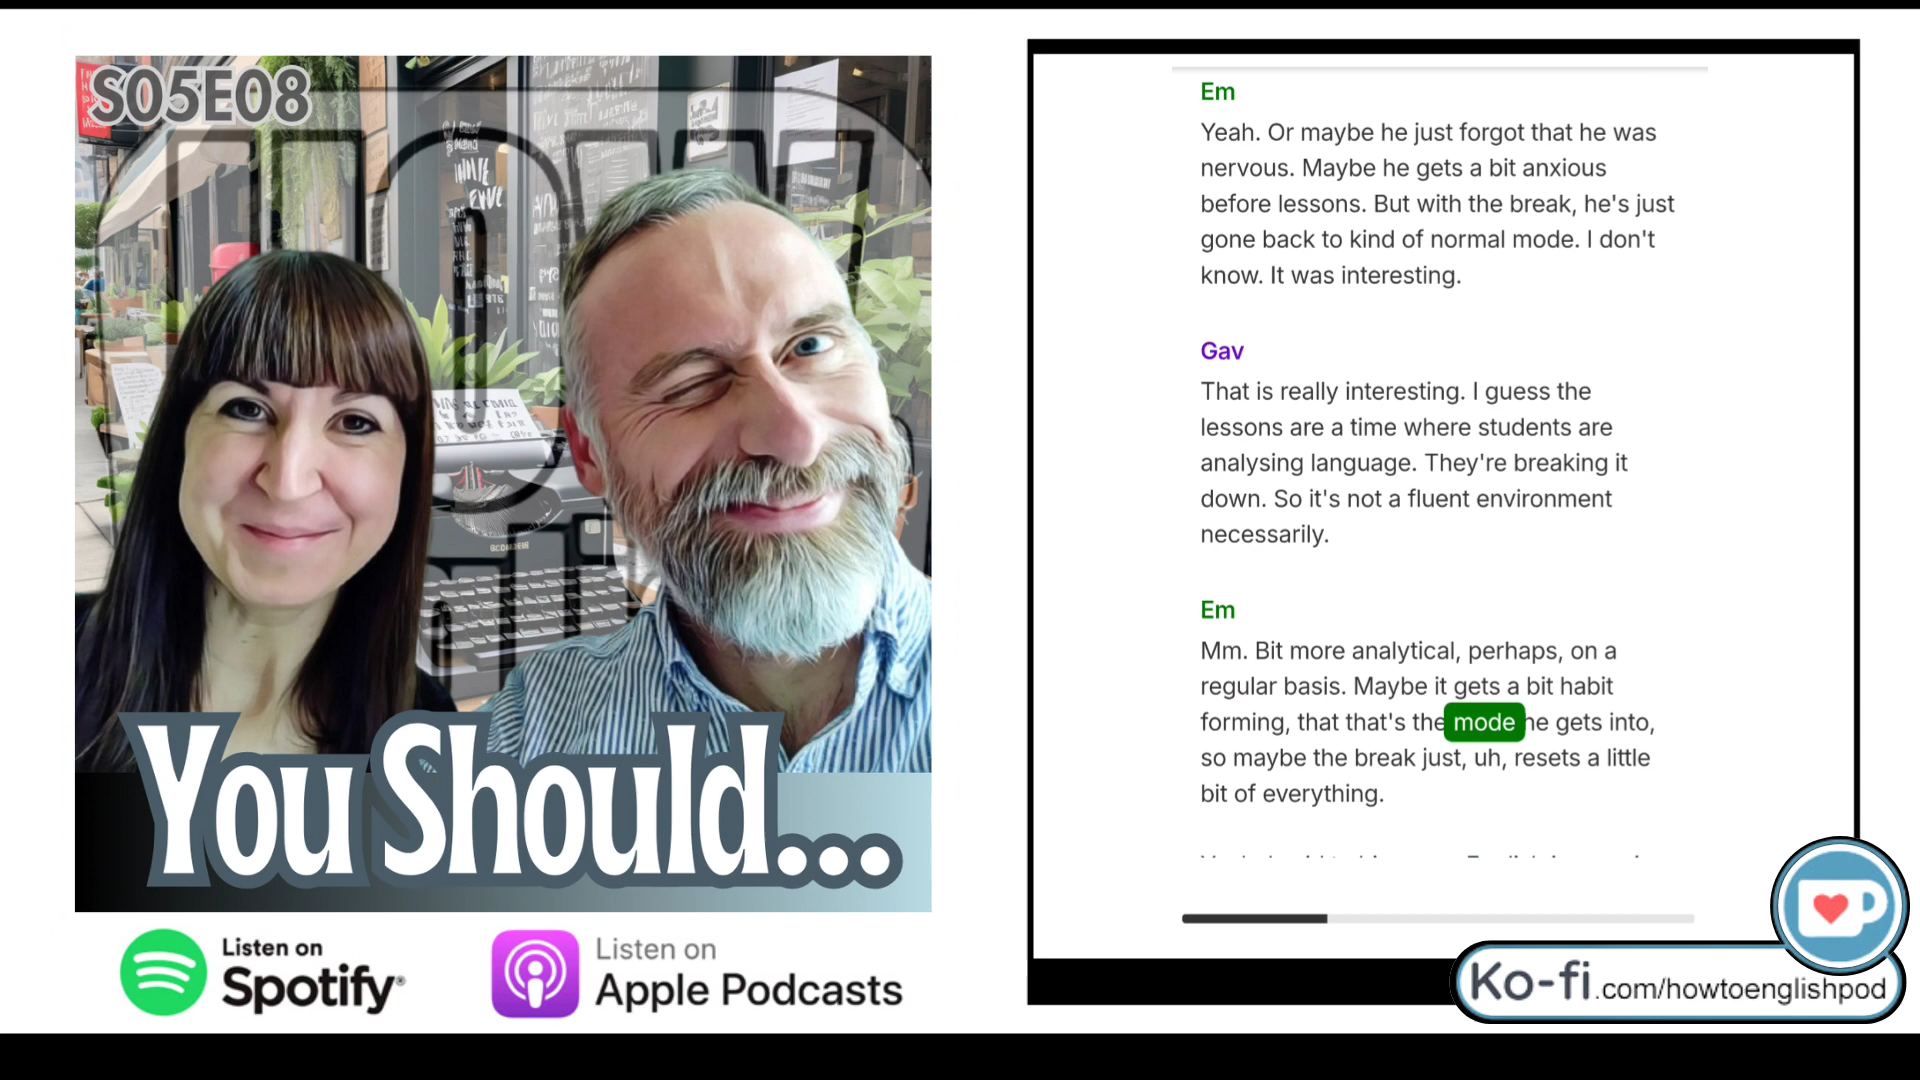 S05E08
You Should...
Listen on
Spotify
Listen on
Apple Podcasts
Em
Yeah. Or maybe he just forgot that he was
nervous. Maybe he gets a bit anxious
before lessons. But with the break, he's just
gone back to kind of normal mode. I don't
know. It was interesting.
Gav
That is really interesting. I guess the
lessons are a time where students are
analysing language. They're breaking it
down. So it's not a fluent environment
necessarily.
Em
Mm. Bit more analytical, perhaps, on a
regular basis. Maybe it gets a bit habit
forming, that that's the mode he gets into,
so maybe the break just, uh, resets a little
bit of everything.
Ko-fi.com/howtoenglishpod